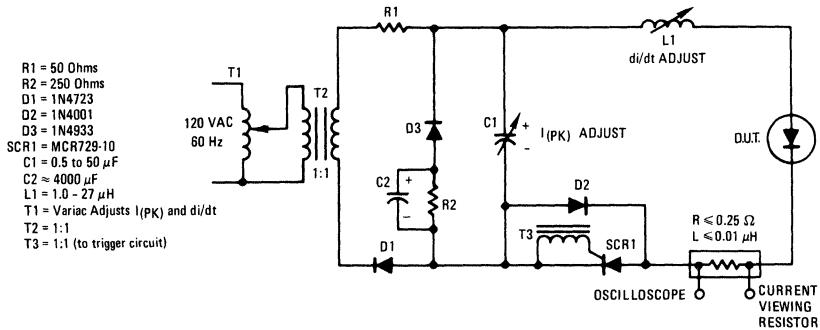 R1 = 50 Ohms
R2 = 250 Ohms
D1 = 1N4723
D2 = 1N4001
D3 = 1N4933
SCR1 = MCR729-10
C1 = 0.5 to 50 μF
C2 ≈ 4000 μF
L1 = 1.0 - 27 μH
T1 = Variac Adjusts I(PK) and di/dt
T2 = 1:1
T3 = 1:1 (to trigger circuit)
T1
120 VAC
60 Hz
T2
1:1
R1
L1
di/dt ADJUST
D3
C1
+
–
I(PK) ADJUST
D.U.T.
C2
+
–
R2
D2
T3
SCR1
D1
R ⩽ 0.25 Ω
L ⩽ 0.01 μH
OSCILLOSCOPE
CURRENT
VIEWING
RESISTOR